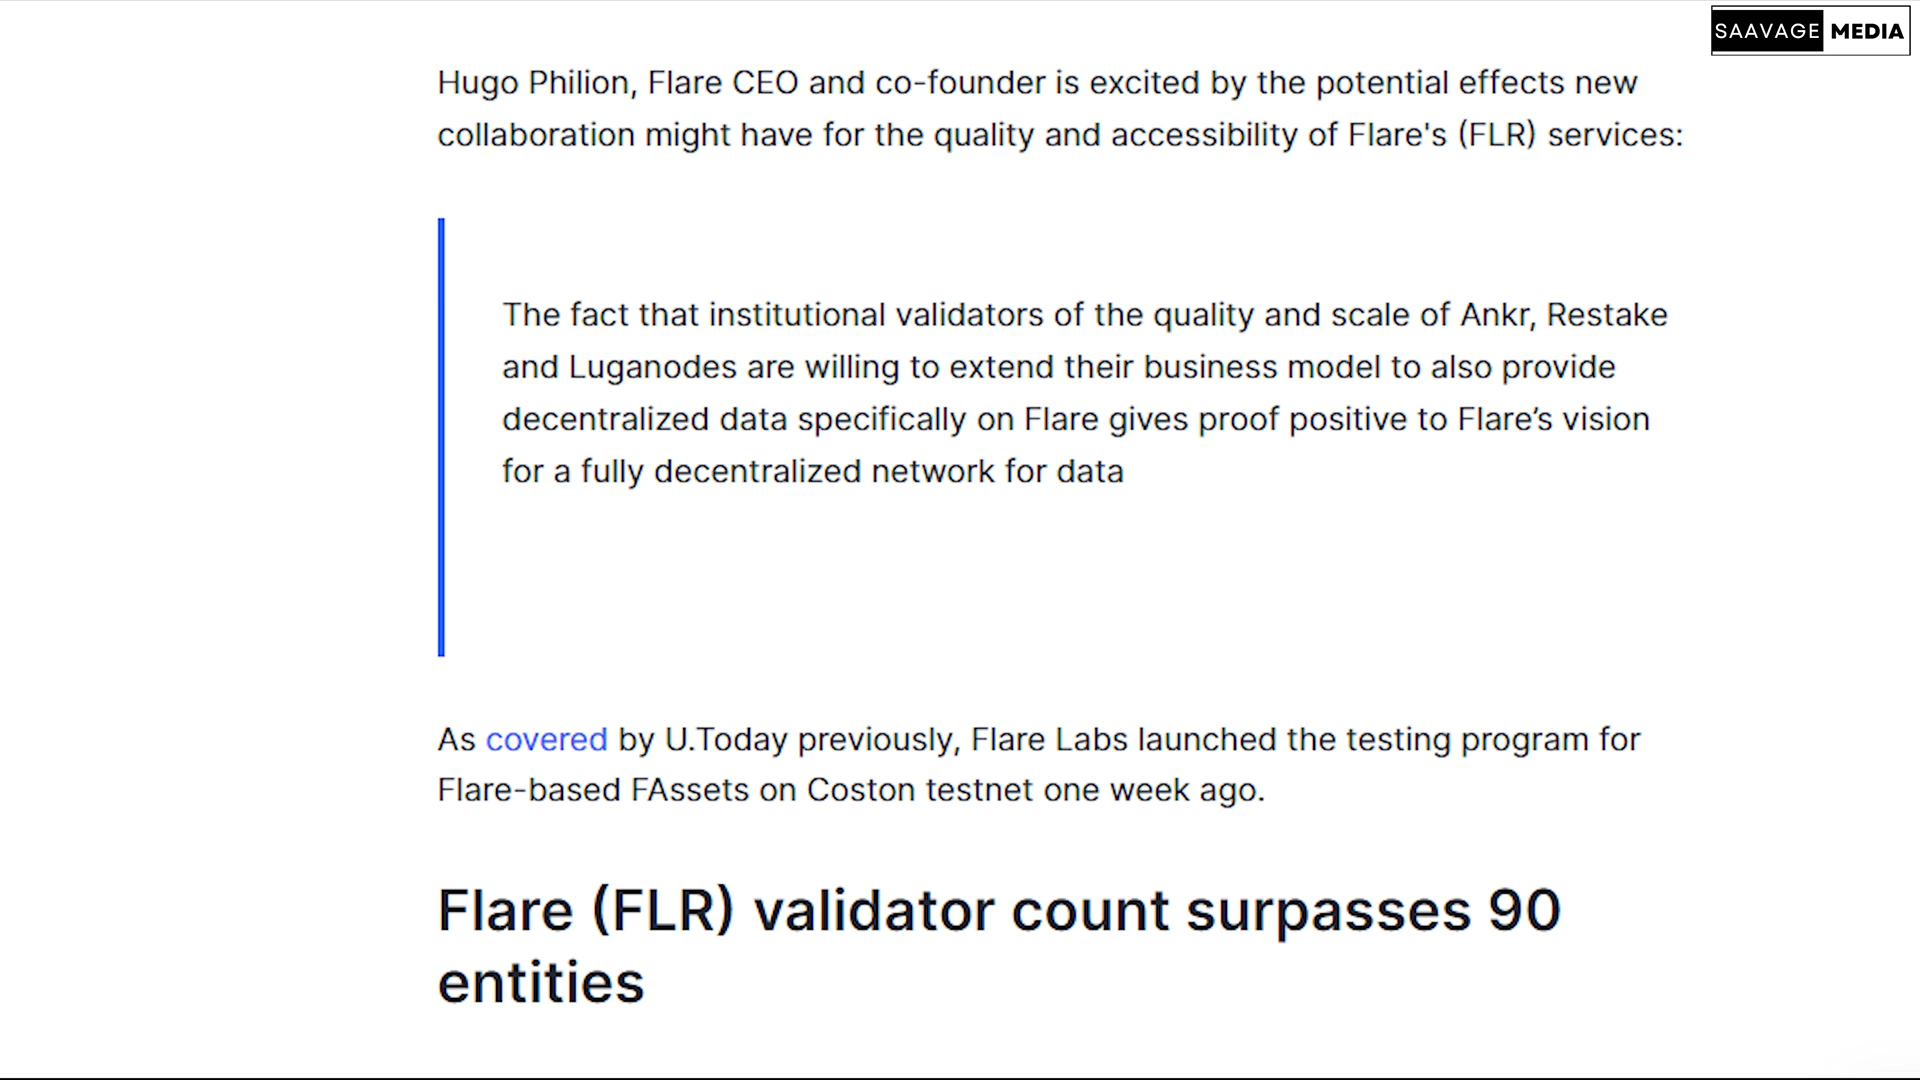 SAAVAGE MEDIA
Hugo Philion, Flare CEO and co-founder is excited by the potential effects new
collaboration might have for the quality and accessibility of Flare's (FLR) services:
The fact that institutional validators of the quality and scale of Ankr, Restake
and Luganodes are willing to extend their business model to also provide
decentralized data specifically on Flare gives proof positive to Flare’s vision
for a fully decentralized network for data
As covered by U.Today previously, Flare Labs launched the testing program for
Flare-based FAssets on Coston testnet one week ago.
Flare (FLR) validator count surpasses 90
entities